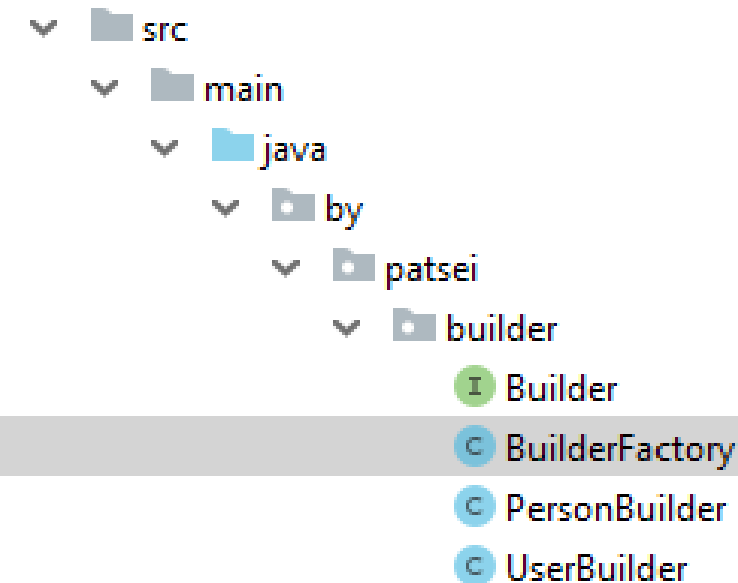 src
main
java
by
patsei
builder
I Builder
C BuilderFactory
C PersonBuilder
C UserBuilder